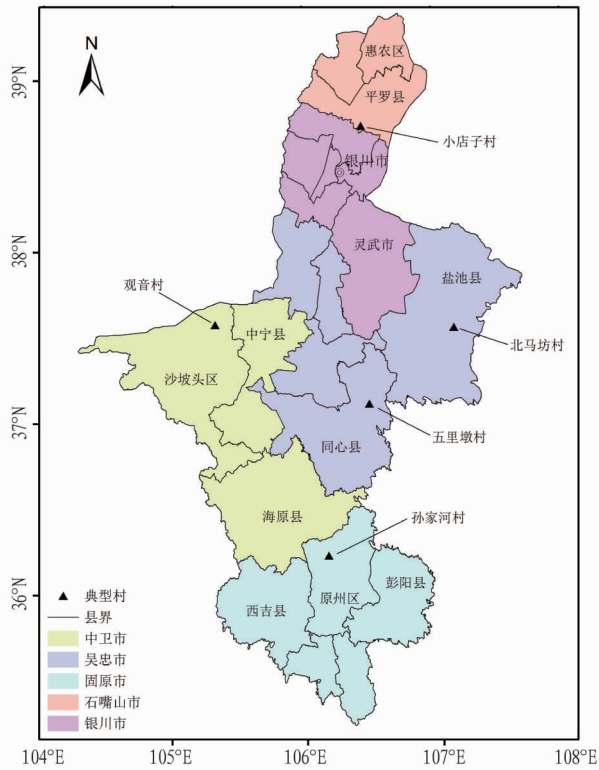 N
39°N
38°N
37°N
36°N
惠农区
平罗县
小店子村
银川市
灵武市
盐池县
观音村
中宁县
北马坊村
沙坡头区
五里墩村
同心县
海原县
孙家河村
彭阳县
原州区
西吉县
典型村
县界
中卫市
吴忠市
固原市
石嘴山市
银川市
104°E
105°E
106°E
107°E
108°E